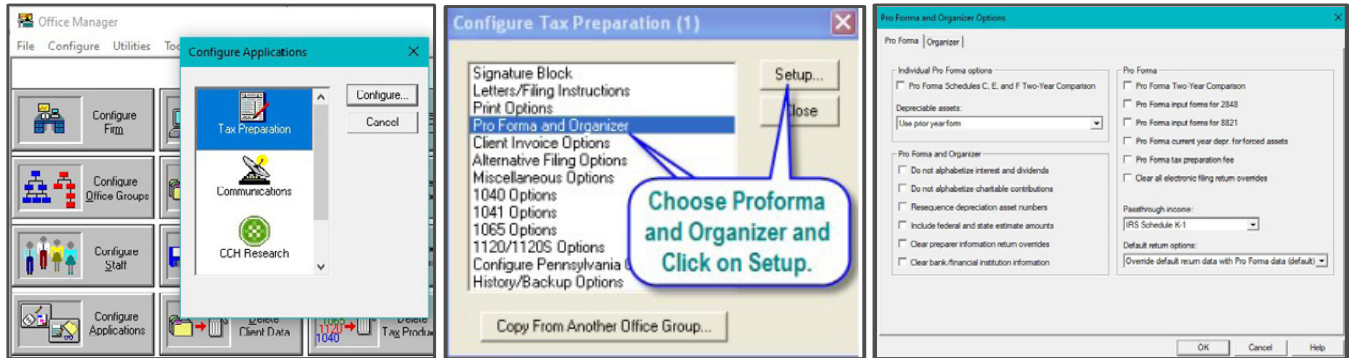 Office Manager
File Configure Utilities
Configure
Firm
Configure
Office Groups
Configure
Staff
Configure
Applications
Delete
Client Data
1065
1120
1040
Delete
Tax Produ
Configure Applications
Tax Preparation
Communications
CCH Research
Configure...
Cancel
Configure Tax Preparation (1)
Signature Block
Letters/Filing Instructions
Print Options
Pro Forma and Organizer
Client Invoice Options
Alternative Filing Options
Miscellaneous Options
1040 Options
1041 Options
1065 Options
1120/1120S Options
Configure Pennsylvania
History/Backup Options
Setup...
Close
Choose Proforma
and Organizer and
Click on Setup.
Copy From Another Office Group...
Pro Forma and Organizer Options
Pro Forma Organizer
Individual Pro Forma options
Pro Forma Schedules C, E, and F Two-Year Comparison
Depreciable assets:
Use prior year form
Pro Forma and Organizer
Do not alphabetize interest and dividends
Do not alphabetize charitable contributions
Resequence depreciation asset numbers
Include federal and state estimate amounts
Clear preparer information return overrides
Clear bank/financial institution information
Pro Forma
Pro Forma Two-Year Comparison
Pro Forma input forms for 2848
Pro Forma input forms for 8821
Pro Forma current year depr. for forced assets
Pro Forma tax preparation fee
Clear all electronic filing return overrides
Passthrough income:
IRS Schedule K-1
Default return options:
Override default return data with Pro Forma data (default)
OK Cancel Help